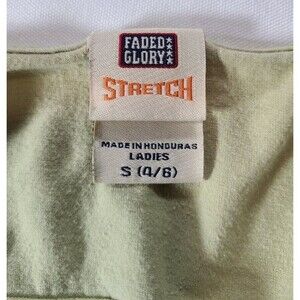 FADED
GLORY
STRETCH
MADE IN HONDURAS
LADIES
S (4/6)